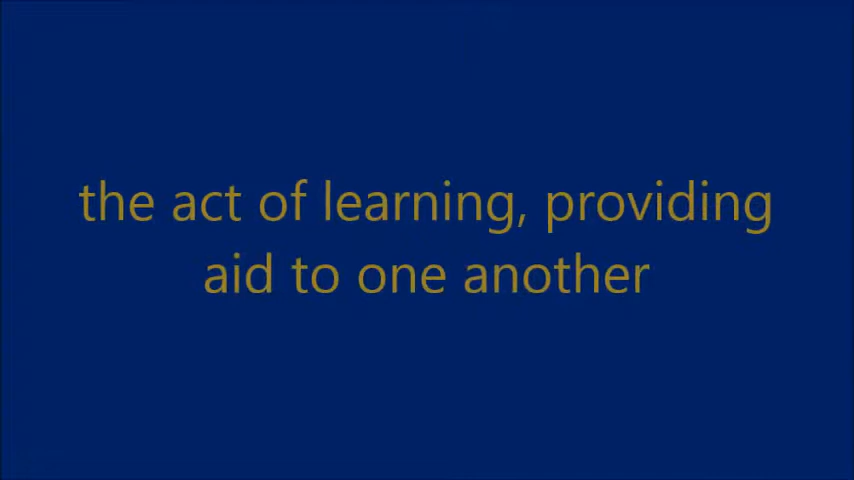 the act of learning, providing
aid to one another